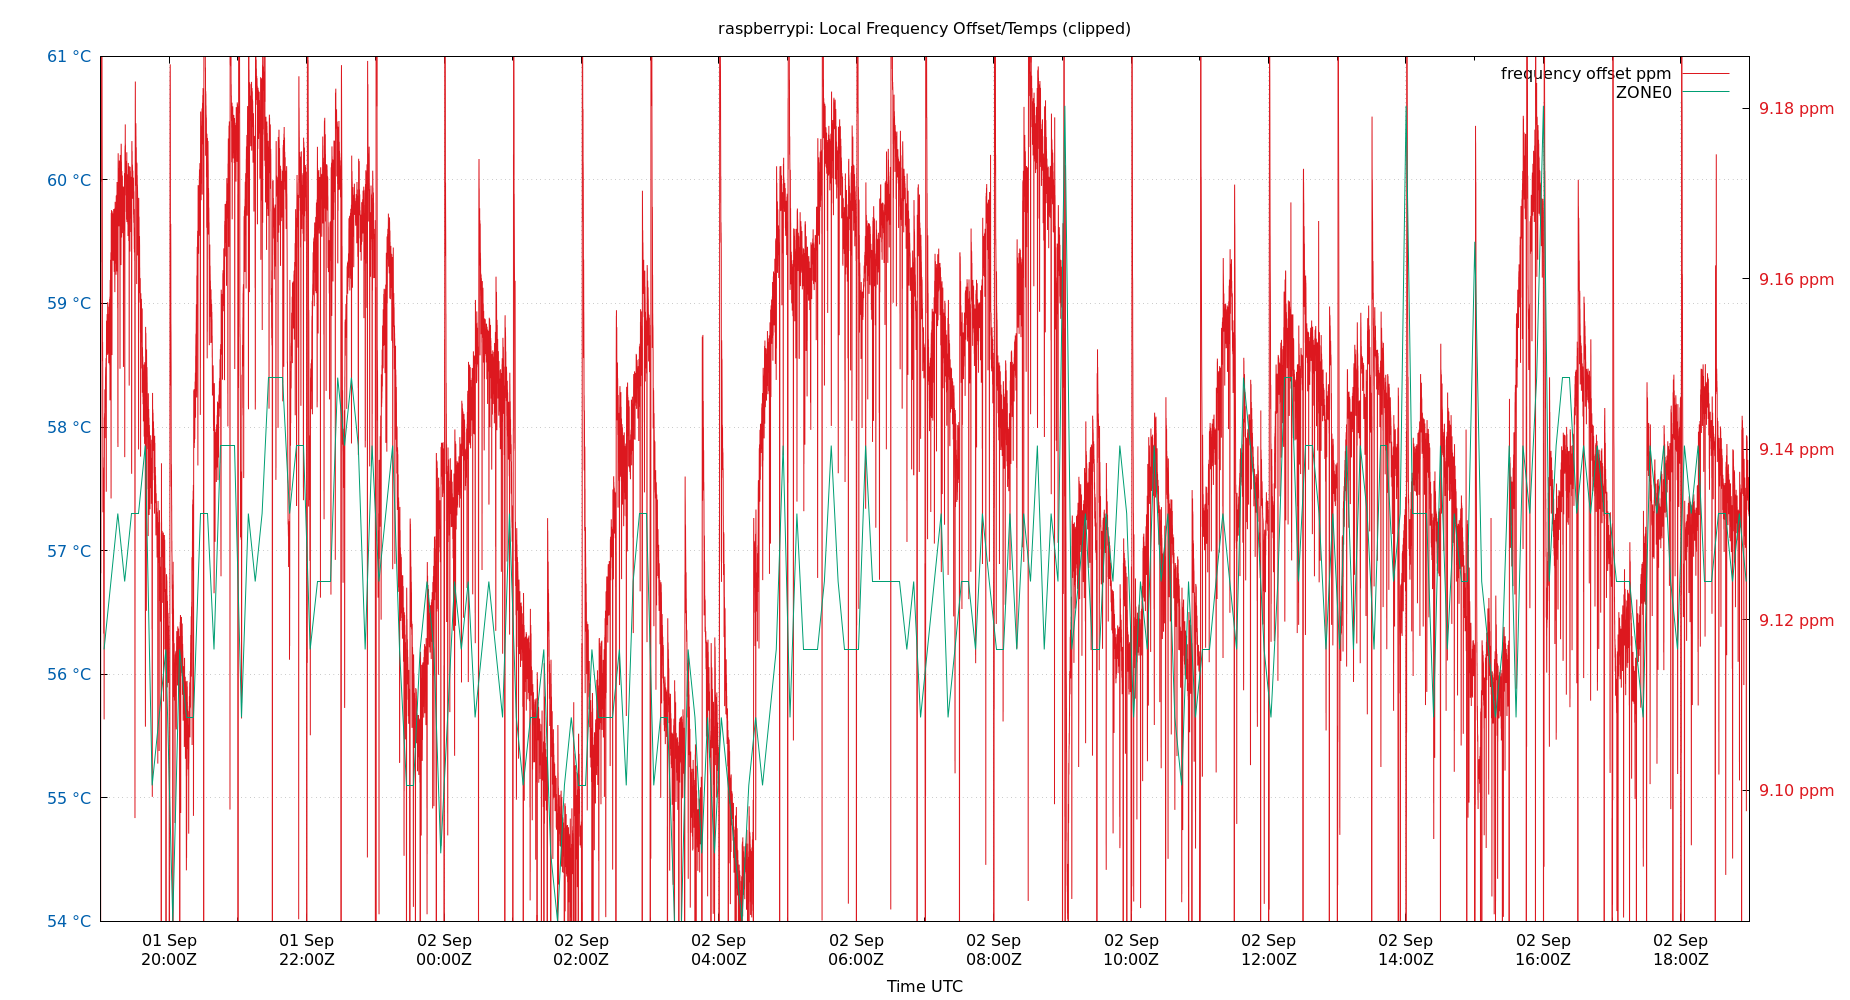 raspberrypi: Local Frequency Offset/Temps (clipped)
61 °C
60 °C
59 °C
58 °C
57 °C
56 °C
55 °C
54 °C
frequency offset ppm
ZONE0
9.18 ppm
9.16 ppm
9.14 ppm
9.12 ppm
9.10 ppm
01 Sep 01 Sep 02 Sep 02 Sep 02 Sep 02 Sep 02 Sep 02 Sep 02 Sep 02 Sep 02 Sep 02 Sep
20:00Z 22:00Z 00:00Z 02:00Z 04:00Z 06:00Z 08:00Z 10:00Z 12:00Z 14:00Z 16:00Z 18:00Z
Time UTC